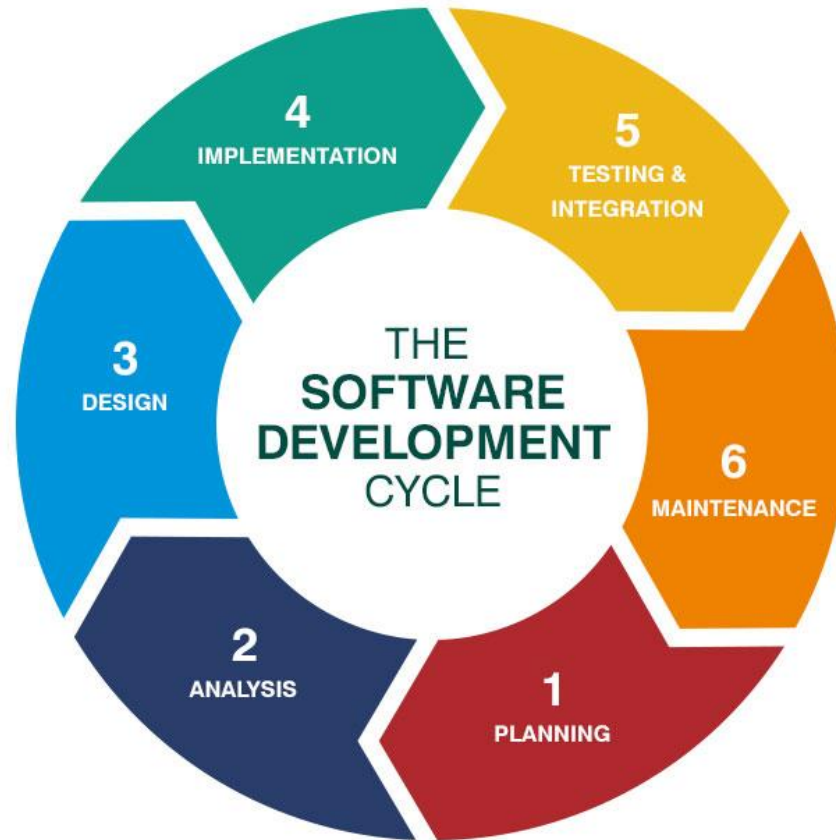 THE
SOFTWARE
DEVELOPMENT
CYCLE
1
PLANNING
2
ANALYSIS
3
DESIGN
4
IMPLEMENTATION
5
TESTING &
INTEGRATION
6
MAINTENANCE